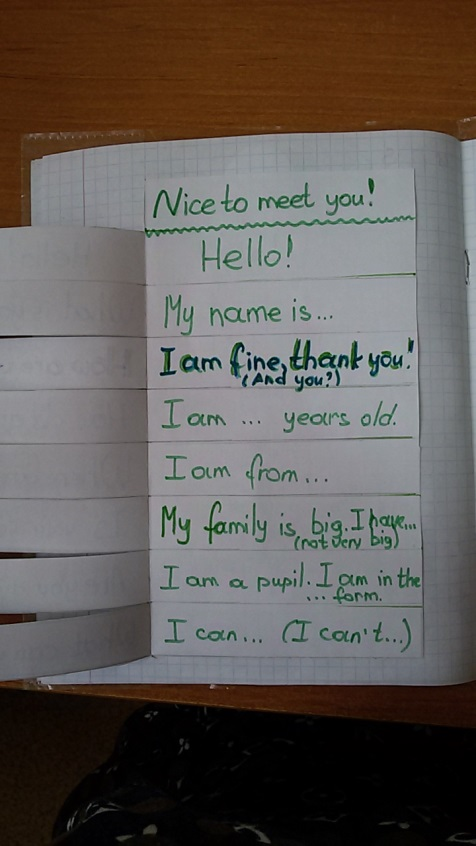 Nice to meet you!
Hello!
My name is...
I am fine, thank you!
(And you?)
I am ... years old.
I am from...
My family is big. I have...
(not very big)
I am a pupil. I am in the
... form.
I can... (I can't...)